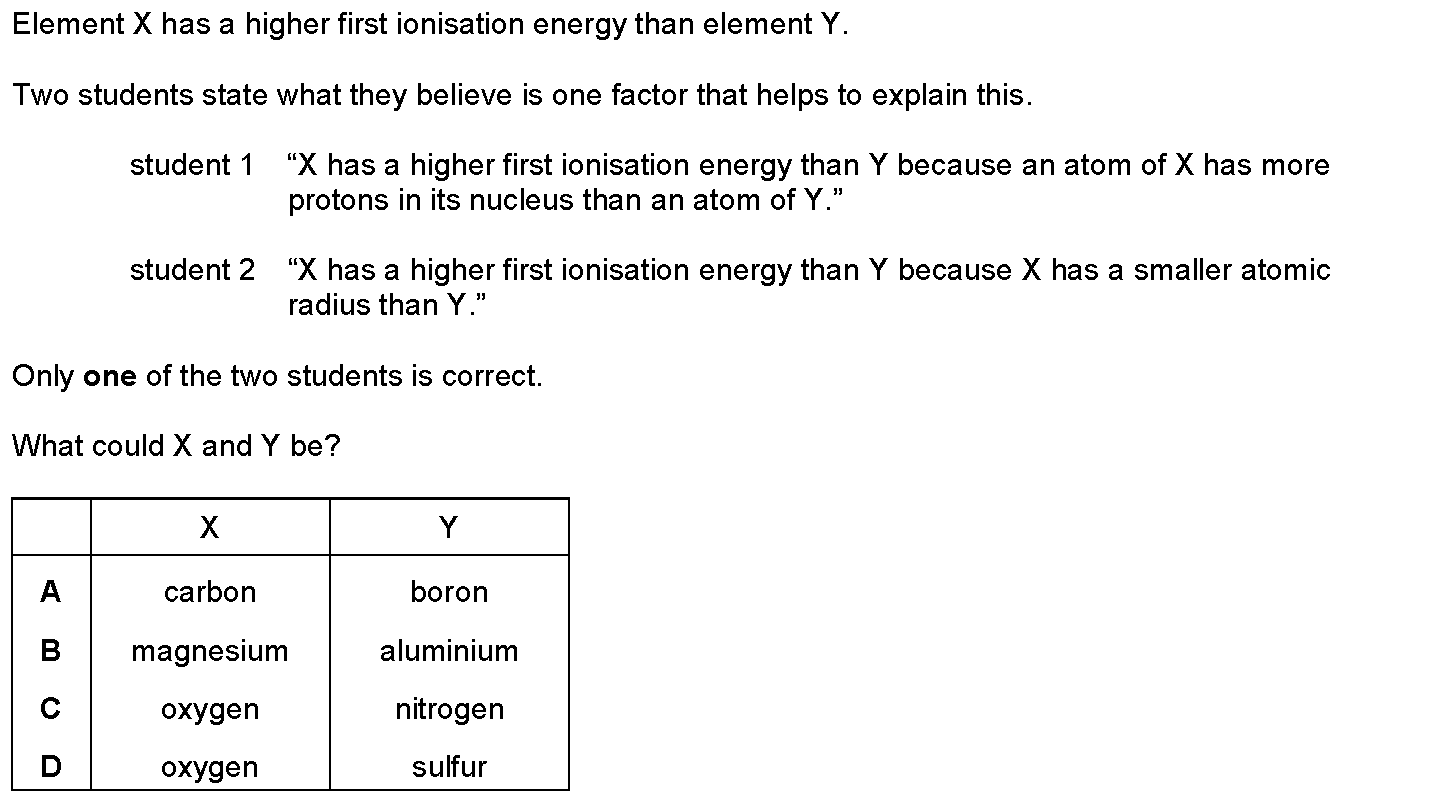 Element X has a higher first ionisation energy than element Y.
Two students state what they believe is one factor that helps to explain this.
student 1 “X has a higher first ionisation energy than Y because an atom of X has more
protons in its nucleus than an atom of Y.”
student 2 “X has a higher first ionisation energy than Y because X has a smaller atomic
radius than Y.”
Only one of the two students is correct.
What could X and Y be?
X Y
A carbon boron
B magnesium aluminium
C oxygen nitrogen
D oxygen sulfur